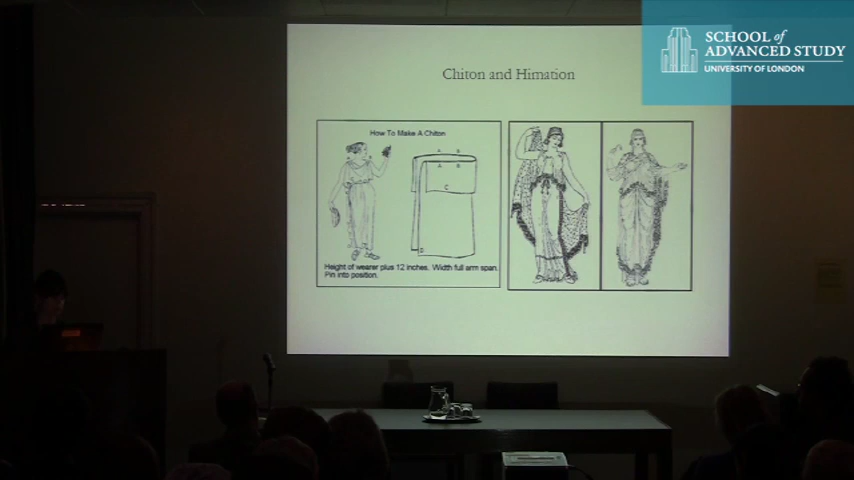 SCHOOL of
ADVANCED STUDY
UNIVERSITY OF LONDON
Chiton and Himation
How To Make A Chiton
A B
A B
C
D
Height of wearer plus 12 inches. Width full arm span.
Pin into position.